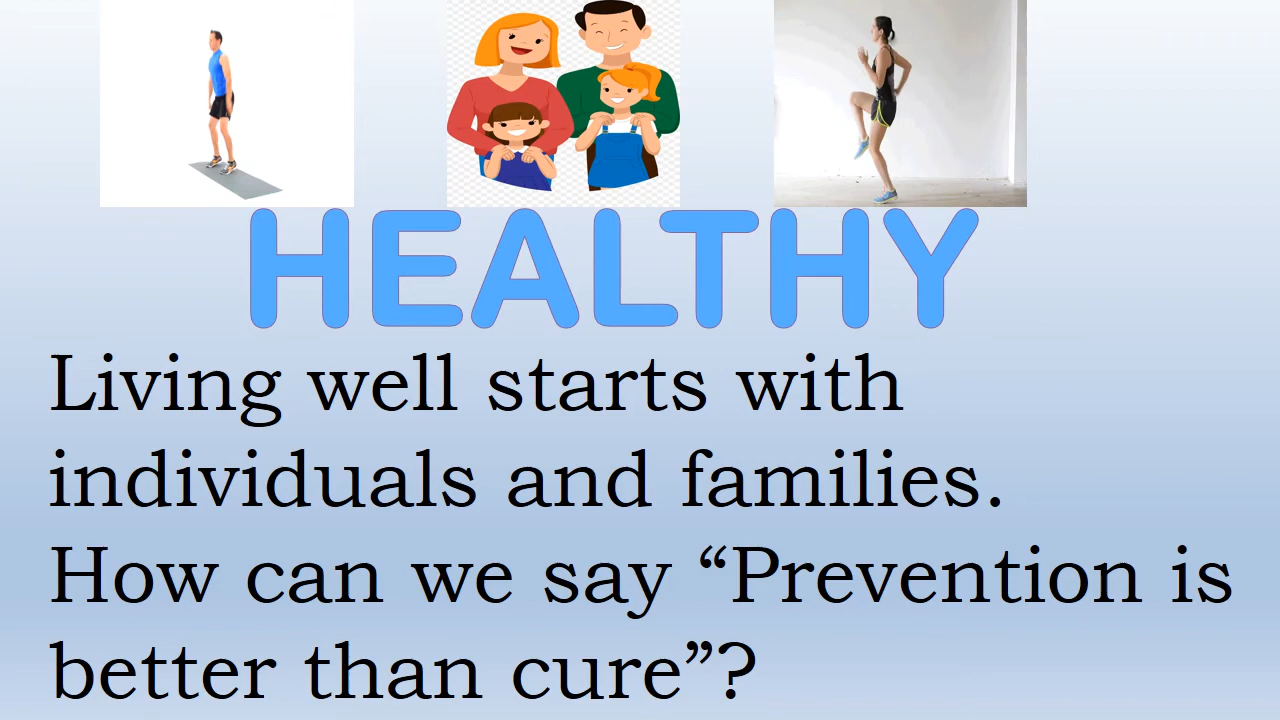 HEALTHY
Living well starts with
individuals and families.
How can we say “Prevention is
better than cure”?